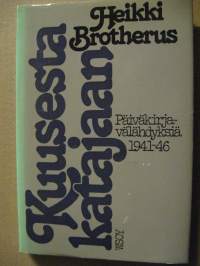 Heikki
Brotherus
Kuusesta
katajaan
Päiväkirja-
välähdyksiä
1941-46
WSOY